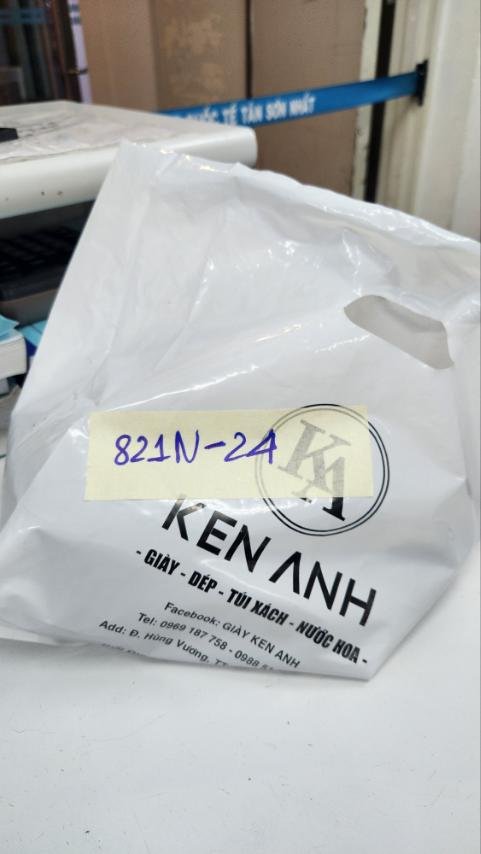 QUỐC TẾ TÂN SƠN NHẤT
821N-24
KA
KEN ANH
- GIÀY - DÉP - TÚI XÁCH - NƯỚC HOA -
Facebook: GIÀY KEN ANH
Tel: 0969 187 758 - 0988
Add: Đ. Hùng Vương, TT.